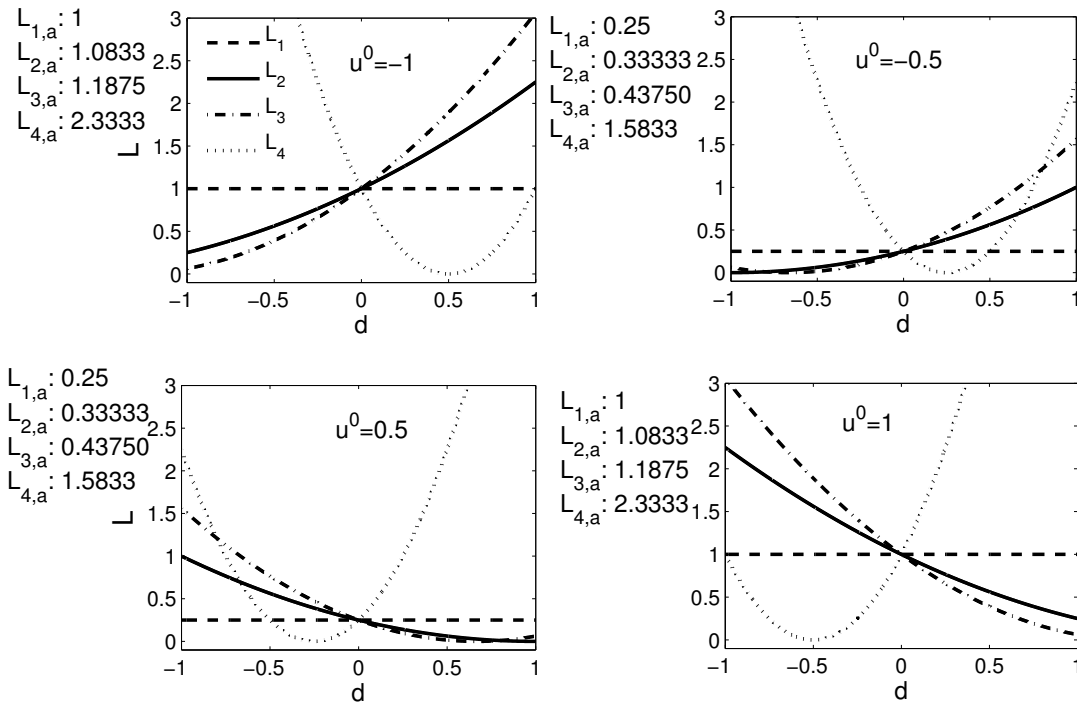 L1,a: 1
L2,a: 1.0833
L3,a: 1.1875
L4,a: 2.3333
L
3
2.5
2
1.5
1
0.5
0
L1
L2
L3
L4
u0=−1
−1 −0.5 0 0.5 1
d
L1,a: 0.25
L2,a: 0.33333
L3,a: 0.43750
L4,a: 1.5833
3
2.5
2
1.5
1
0.5
0
u0=−0.5
−1 −0.5 0 0.5 1
d
L1,a: 0.25
L2,a: 0.33333
L3,a: 0.43750
L4,a: 1.5833
L
3
2.5
2
1.5
1
0.5
0
u0=0.5
−1 −0.5 0 0.5 1
d
L1,a: 1
L2,a: 1.0833
L3,a: 1.1875
L4,a: 2.3333
3
2.5
2
1.5
1
0.5
0
u0=1
−1 −0.5 0 0.5 1
d